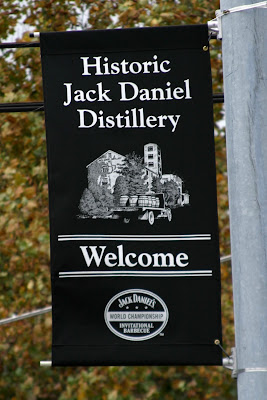 Historic
Jack Daniel
Distillery
Welcome
JACK DANIEL'S
WORLD CHAMPIONSHIP
INVITATIONAL
BARBECUE